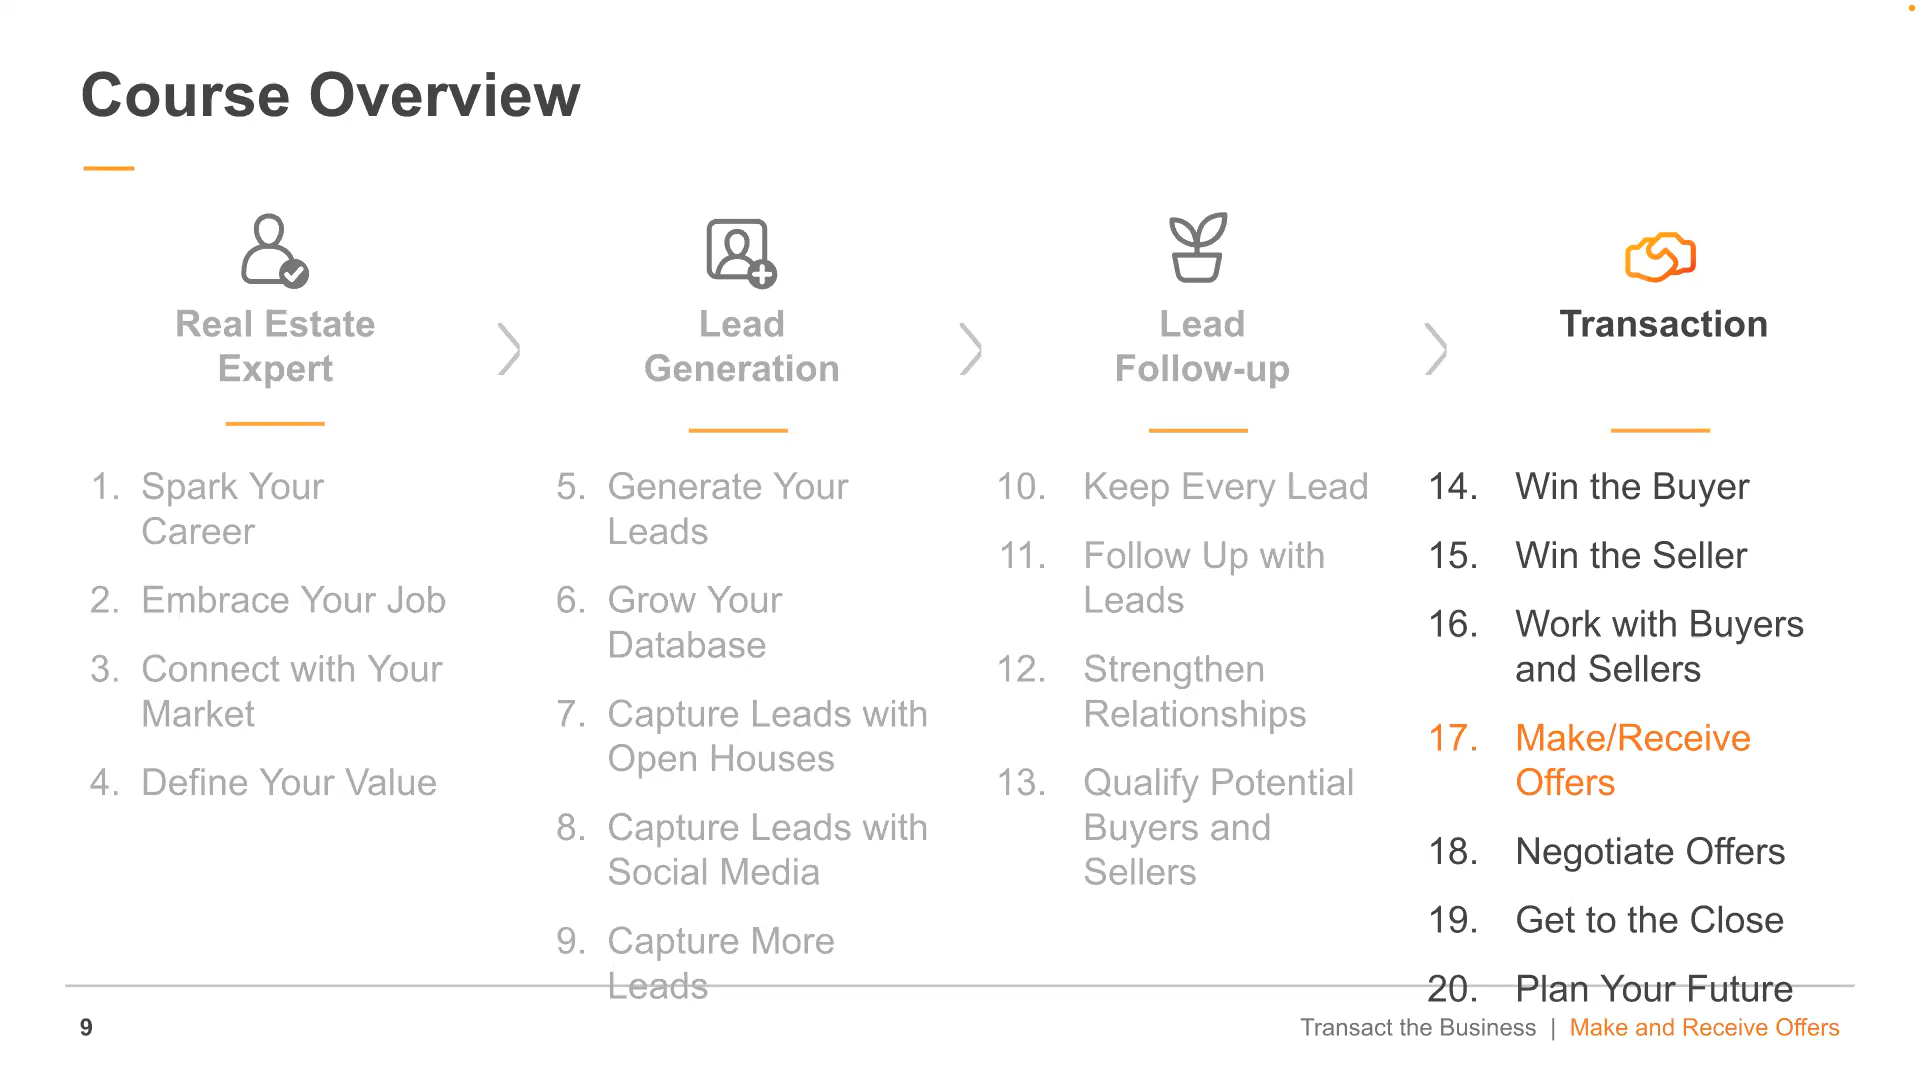 Course Overview
Real Estate
Expert
1. Spark Your
Career
2. Embrace Your Job
3. Connect with Your
Market
4. Define Your Value
Lead
Generation
5. Generate Your
Leads
6. Grow Your
Database
7. Capture Leads with
Open Houses
8. Capture Leads with
Social Media
9. Capture More
Leads
Lead
Follow-up
10. Keep Every Lead
11. Follow Up with
Leads
12. Strengthen
Relationships
13. Qualify Potential
Buyers and
Sellers
Transaction
14. Win the Buyer
15. Win the Seller
16. Work with Buyers
and Sellers
17. Make/Receive
Offers
18. Negotiate Offers
19. Get to the Close
20. Plan Your Future
9
Transact the Business | Make and Receive Offers